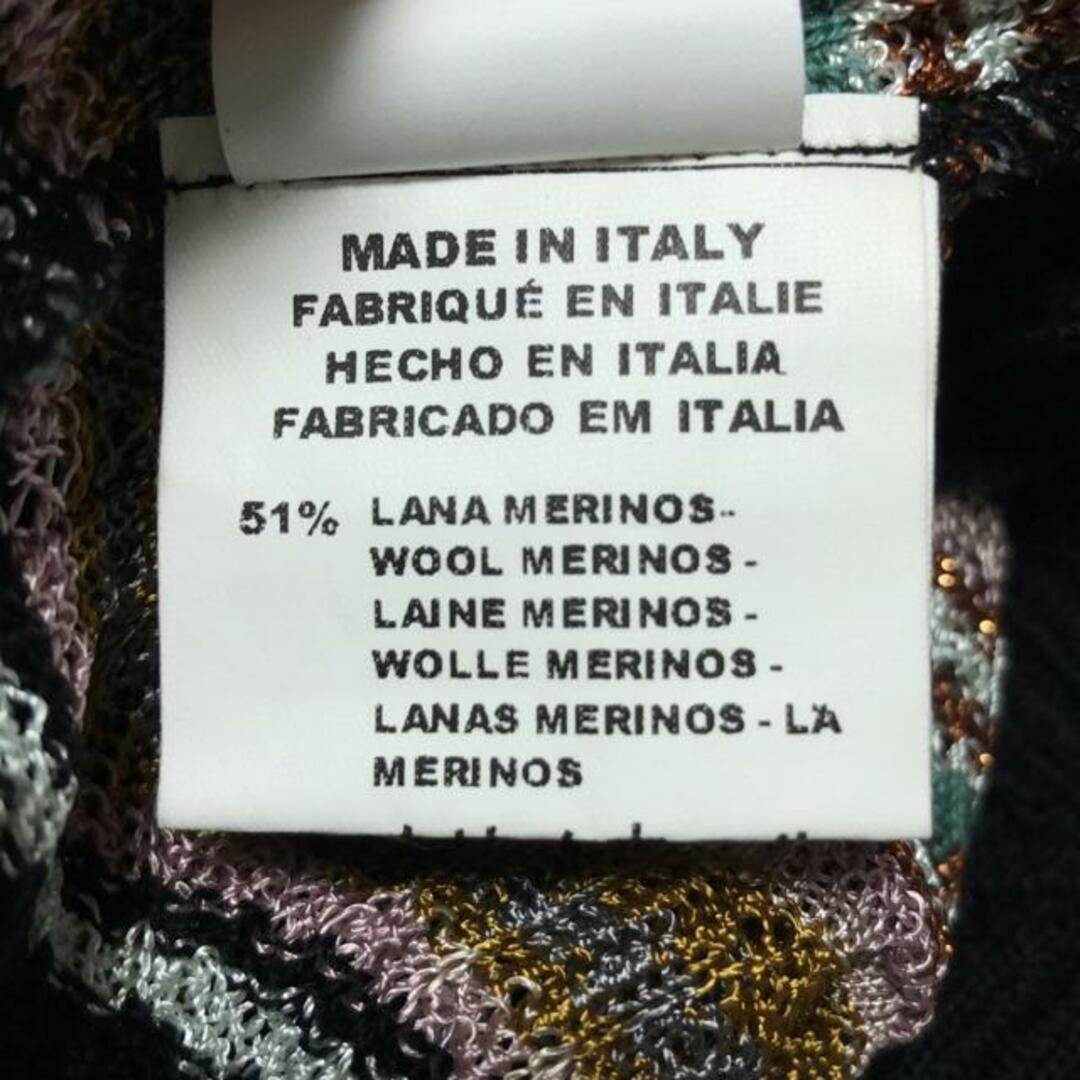 MADE IN ITALY
FABRIQUÉ EN ITALIE
HECHO EN ITALIA
FABRICADO EM ITALIA
51% LANA MERINOS-
WOOL MERINOS -
LAINE MERINOS -
WOLLE MERINOS -
LANAS MERINOS - LA
MERINOS